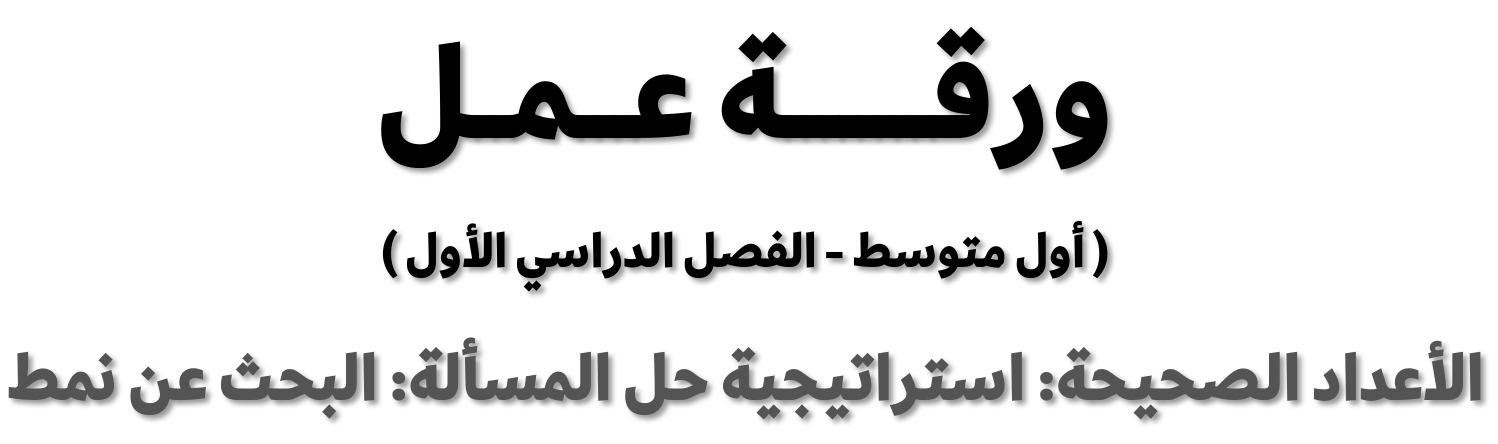 ورقـــة عـمـل
( أول متوسط - الفصل الدراسي الأول )
الأعداد الصحيحة: استراتيجية حل المسألة: البحث عن نمط